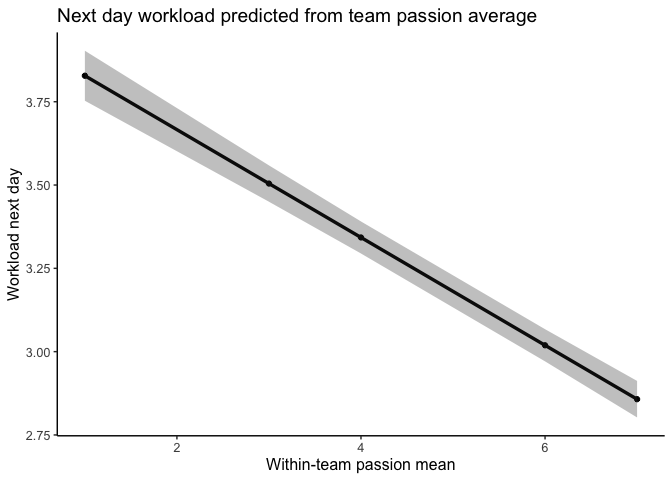 Next day workload predicted from team passion average
Workload next day
3.75
3.50
3.25
3.00
2.75
2
4
6
Within-team passion mean